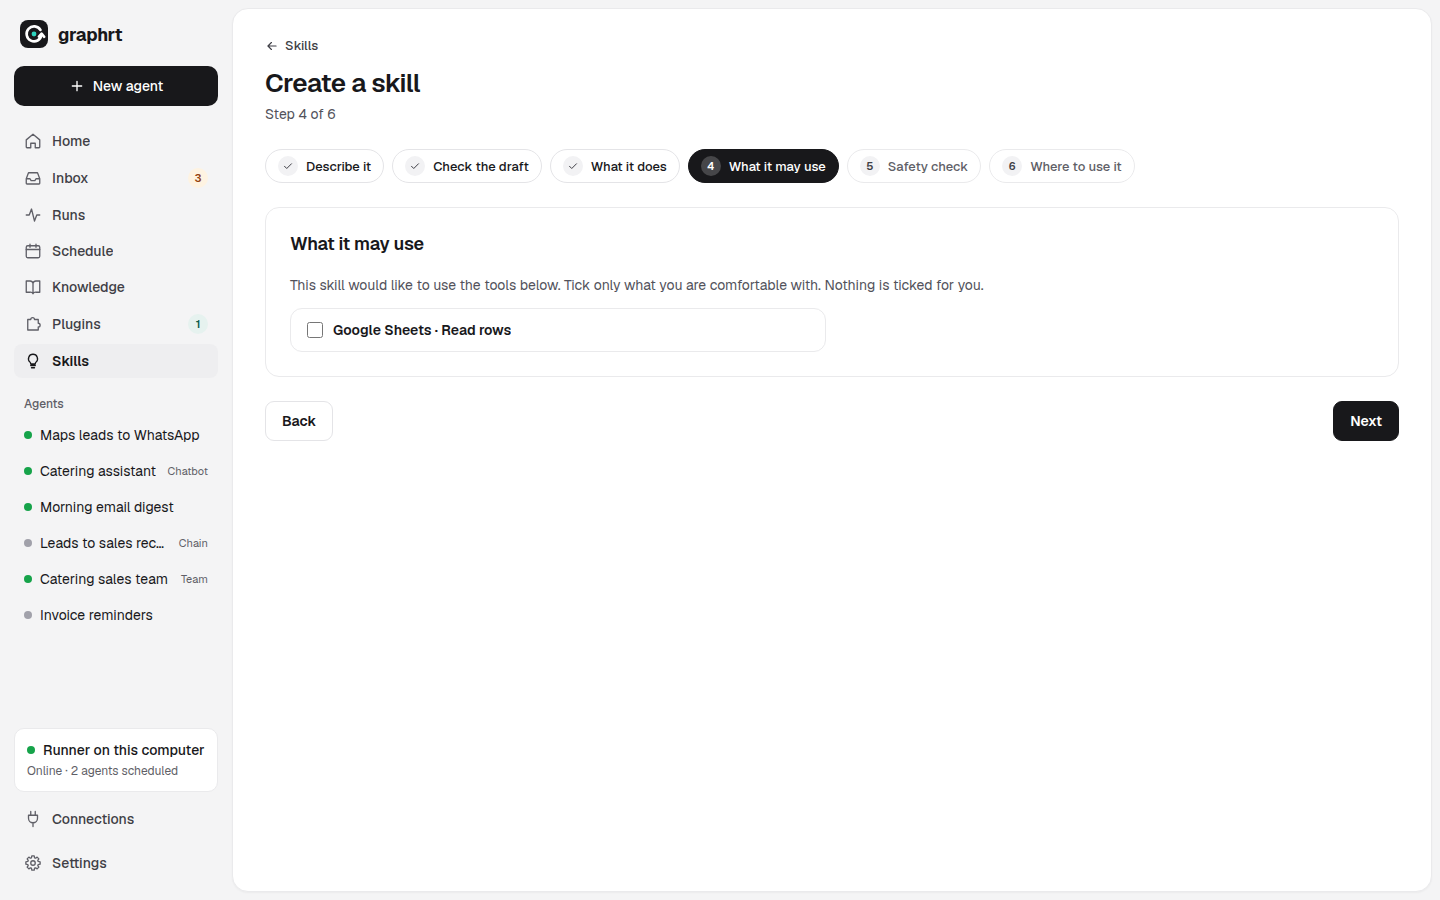 graphrt
New agent
Home
Inbox 3
Runs
Schedule
Knowledge
Plugins 1
Skills
Agents
Maps leads to WhatsApp
Catering assistant Chatbot
Morning email digest
Leads to sales rec... Chain
Catering sales team Team
Invoice reminders
Runner on this computer
Online · 2 agents scheduled
Connections
Settings
Skills
Create a skill
Step 4 of 6
Describe it Check the draft What it does 4 What it may use 5 Safety check 6 Where to use it
What it may use
This skill would like to use the tools below. Tick only what you are comfortable with. Nothing is ticked for you.
Google Sheets · Read rows
Back Next